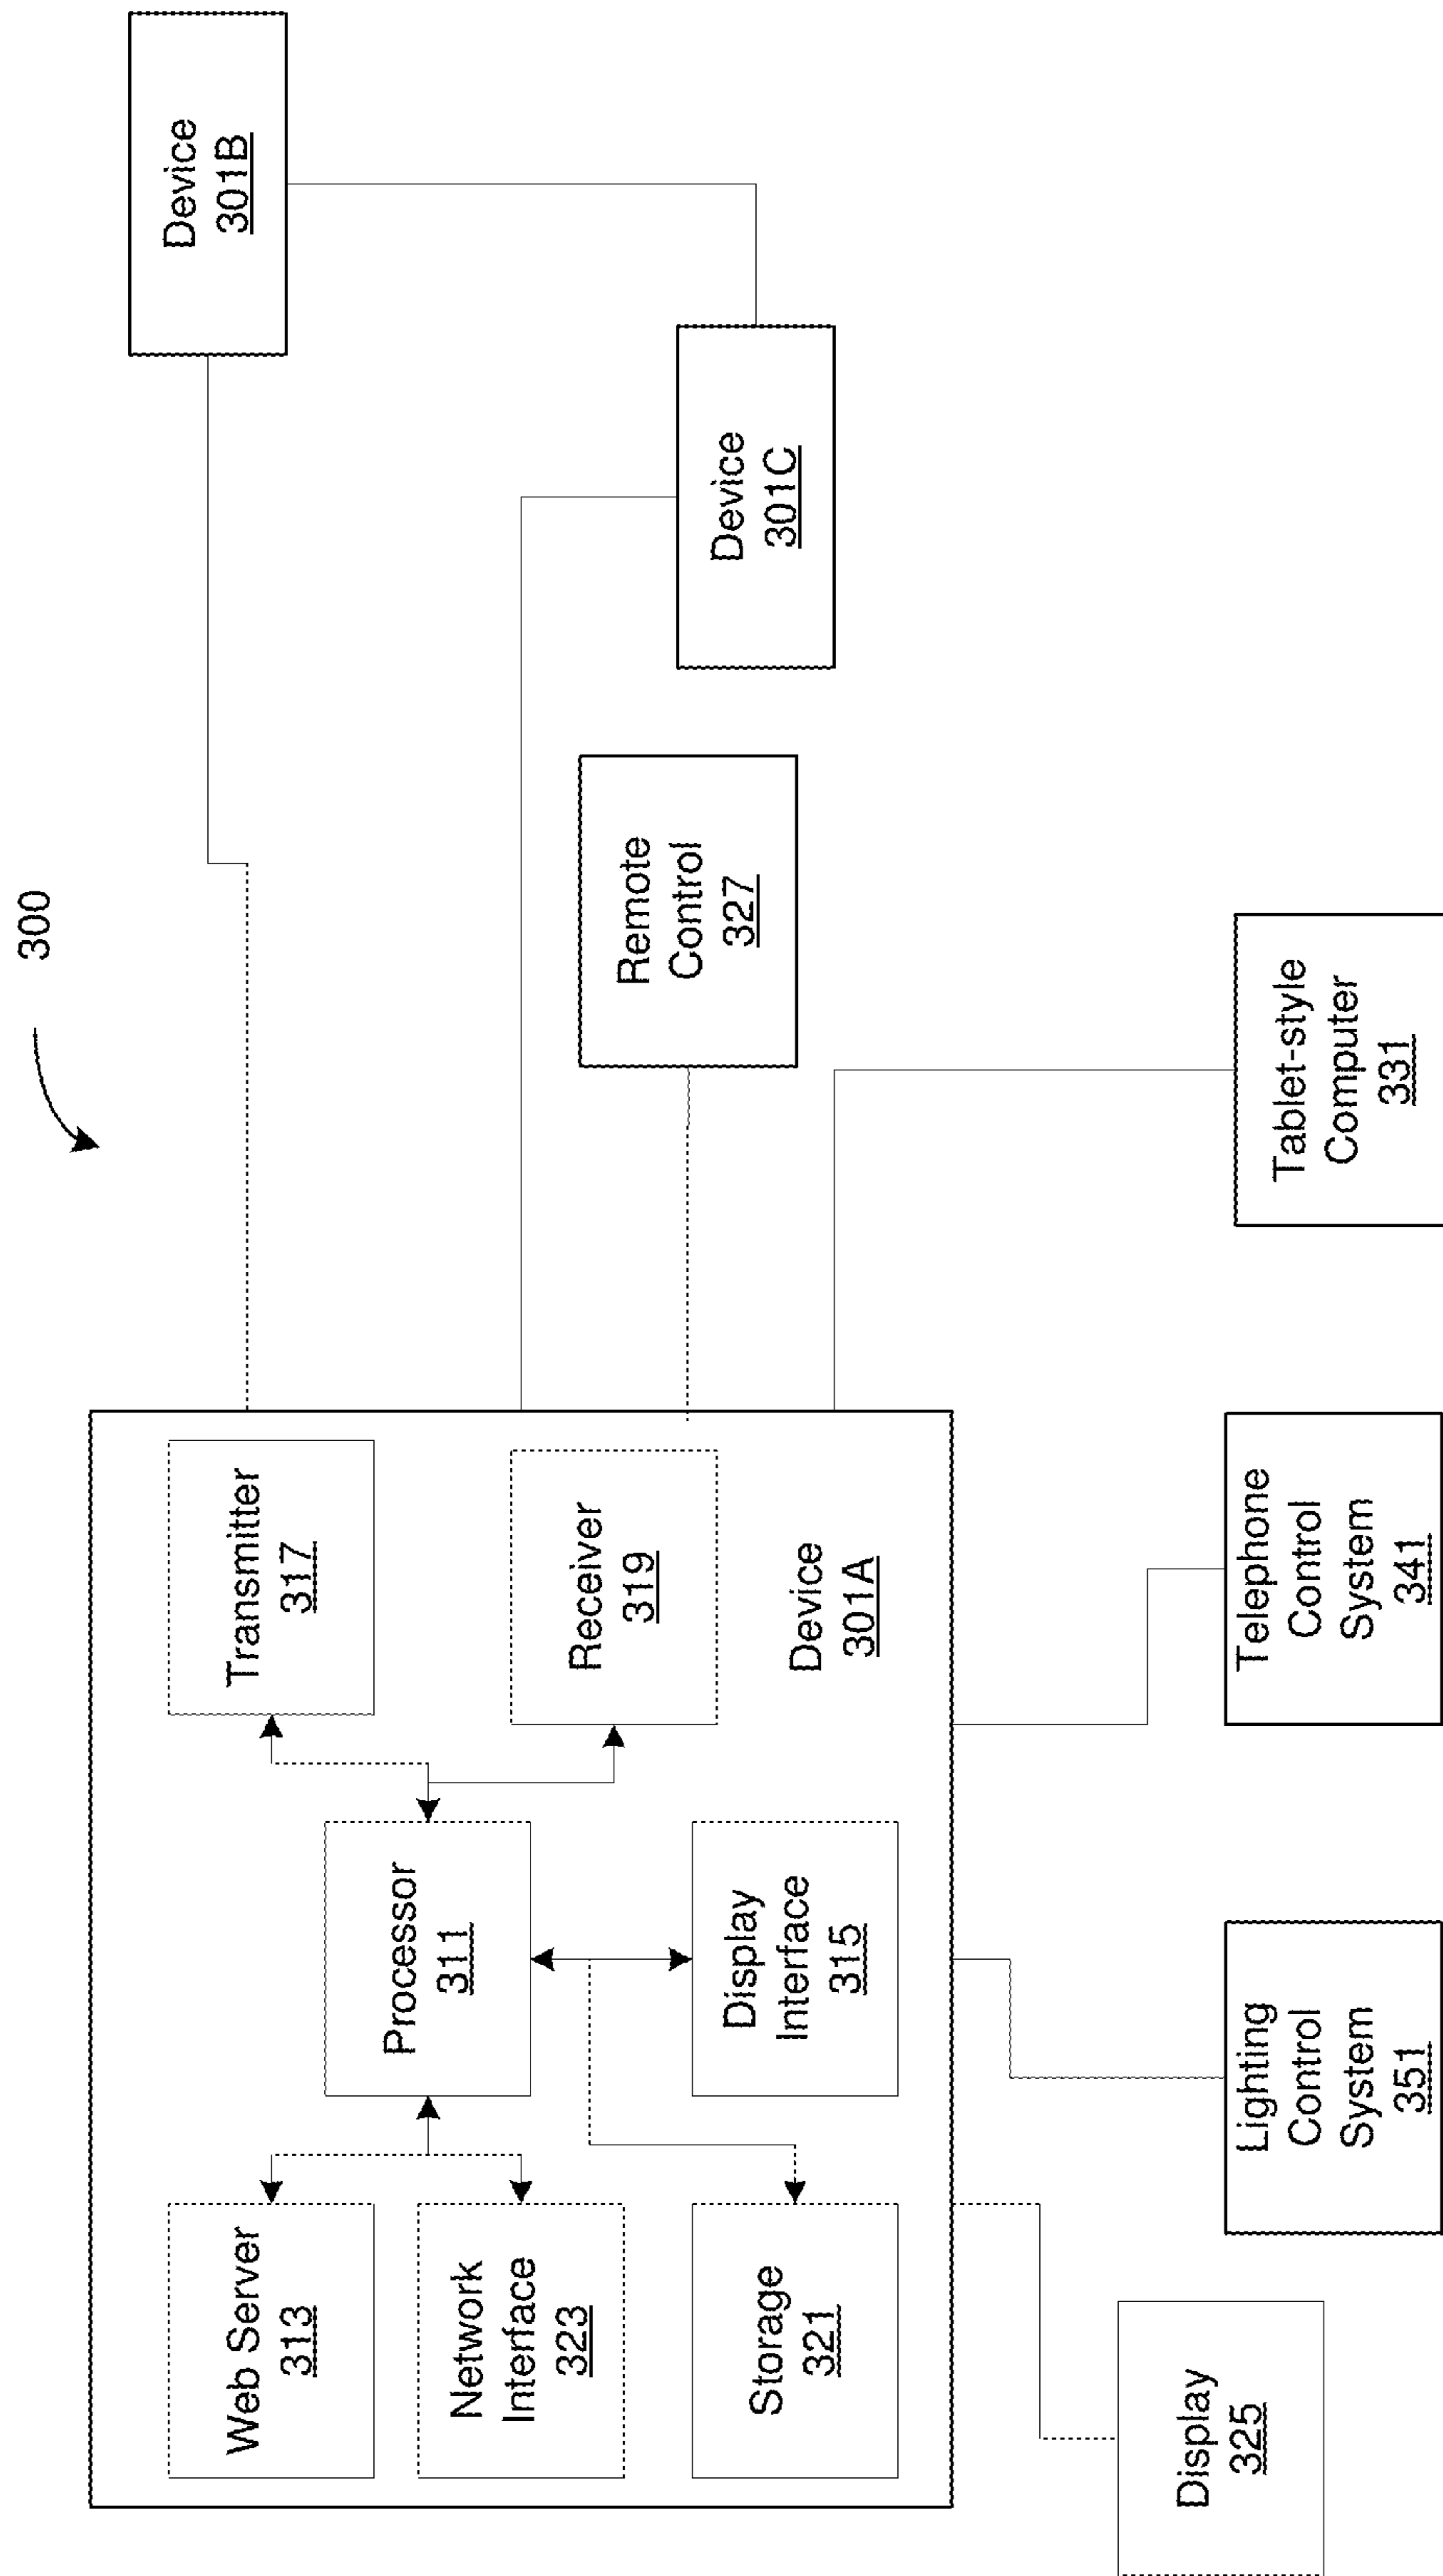 300
Web Server
313
Network
Interface
323
Storage
321
Processor
311
Display
Interface
315
Transmitter
317
Receiver
319
Device
301A
Device
301B
Device
301C
Remote
Control
327
Display
325
Lighting
Control
System
351
Telephone
Control
System
341
Tablet-style
Computer
331